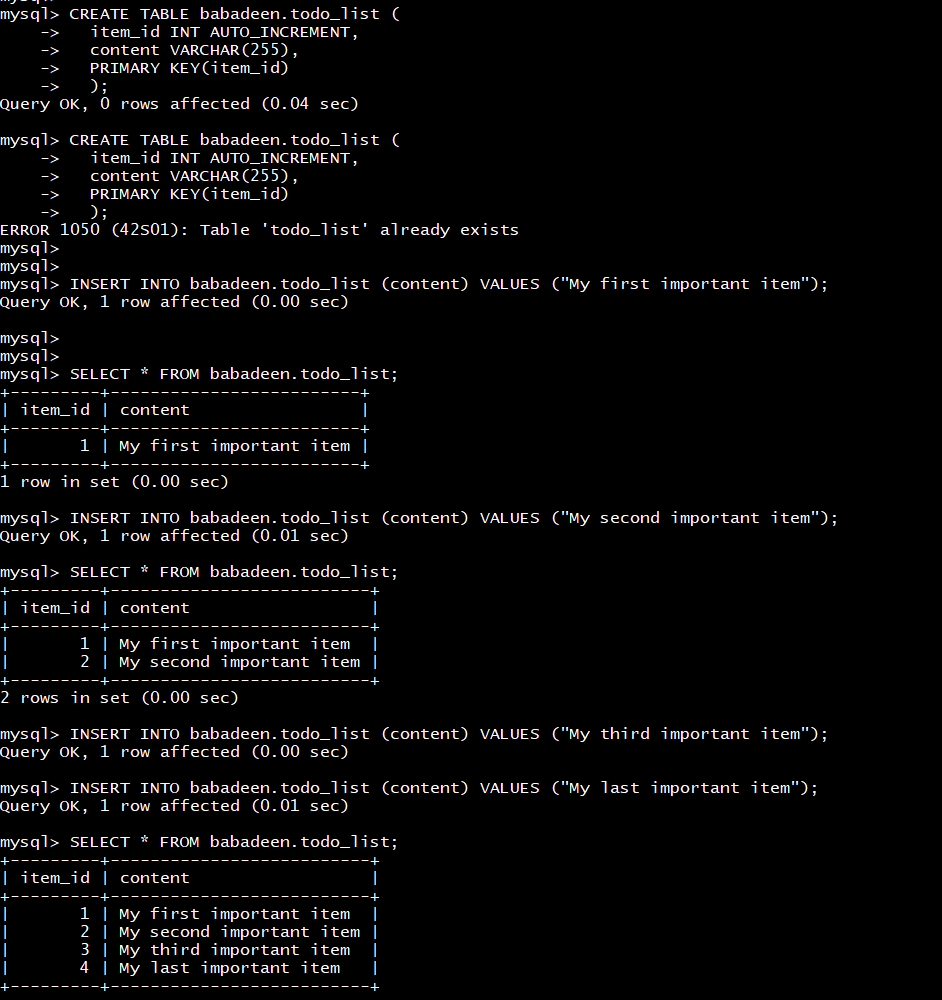 mysql> CREATE TABLE babadeen.todo_list (
    ->   item_id INT AUTO_INCREMENT,
    ->   content VARCHAR(255),
    ->   PRIMARY KEY(item_id)
    ->   );
Query OK, 0 rows affected (0.04 sec)

mysql> CREATE TABLE babadeen.todo_list (
    ->   item_id INT AUTO_INCREMENT,
    ->   content VARCHAR(255),
    ->   PRIMARY KEY(item_id)
    ->   );
ERROR 1050 (42S01): Table 'todo_list' already exists
mysql>
mysql>
mysql> INSERT INTO babadeen.todo_list (content) VALUES ("My first important item");
Query OK, 1 row affected (0.00 sec)

mysql>
mysql>
mysql> SELECT * FROM babadeen.todo_list;
+---------+-------------------------+
| item_id | content                 |
+---------+-------------------------+
|       1 | My first important item |
+---------+-------------------------+
1 row in set (0.00 sec)

mysql> INSERT INTO babadeen.todo_list (content) VALUES ("My second important item");
Query OK, 1 row affected (0.01 sec)

mysql> SELECT * FROM babadeen.todo_list;
+---------+--------------------------+
| item_id | content                  |
+---------+--------------------------+
|       1 | My first important item  |
|       2 | My second important item |
+---------+--------------------------+
2 rows in set (0.00 sec)

mysql> INSERT INTO babadeen.todo_list (content) VALUES ("My third important item");
Query OK, 1 row affected (0.00 sec)

mysql> INSERT INTO babadeen.todo_list (content) VALUES ("My last important item");
Query OK, 1 row affected (0.01 sec)

mysql> SELECT * FROM babadeen.todo_list;
+---------+--------------------------+
| item_id | content                  |
+---------+--------------------------+
|       1 | My first important item  |
|       2 | My second important item |
|       3 | My third important item  |
|       4 | My last important item   |
+---------+--------------------------+